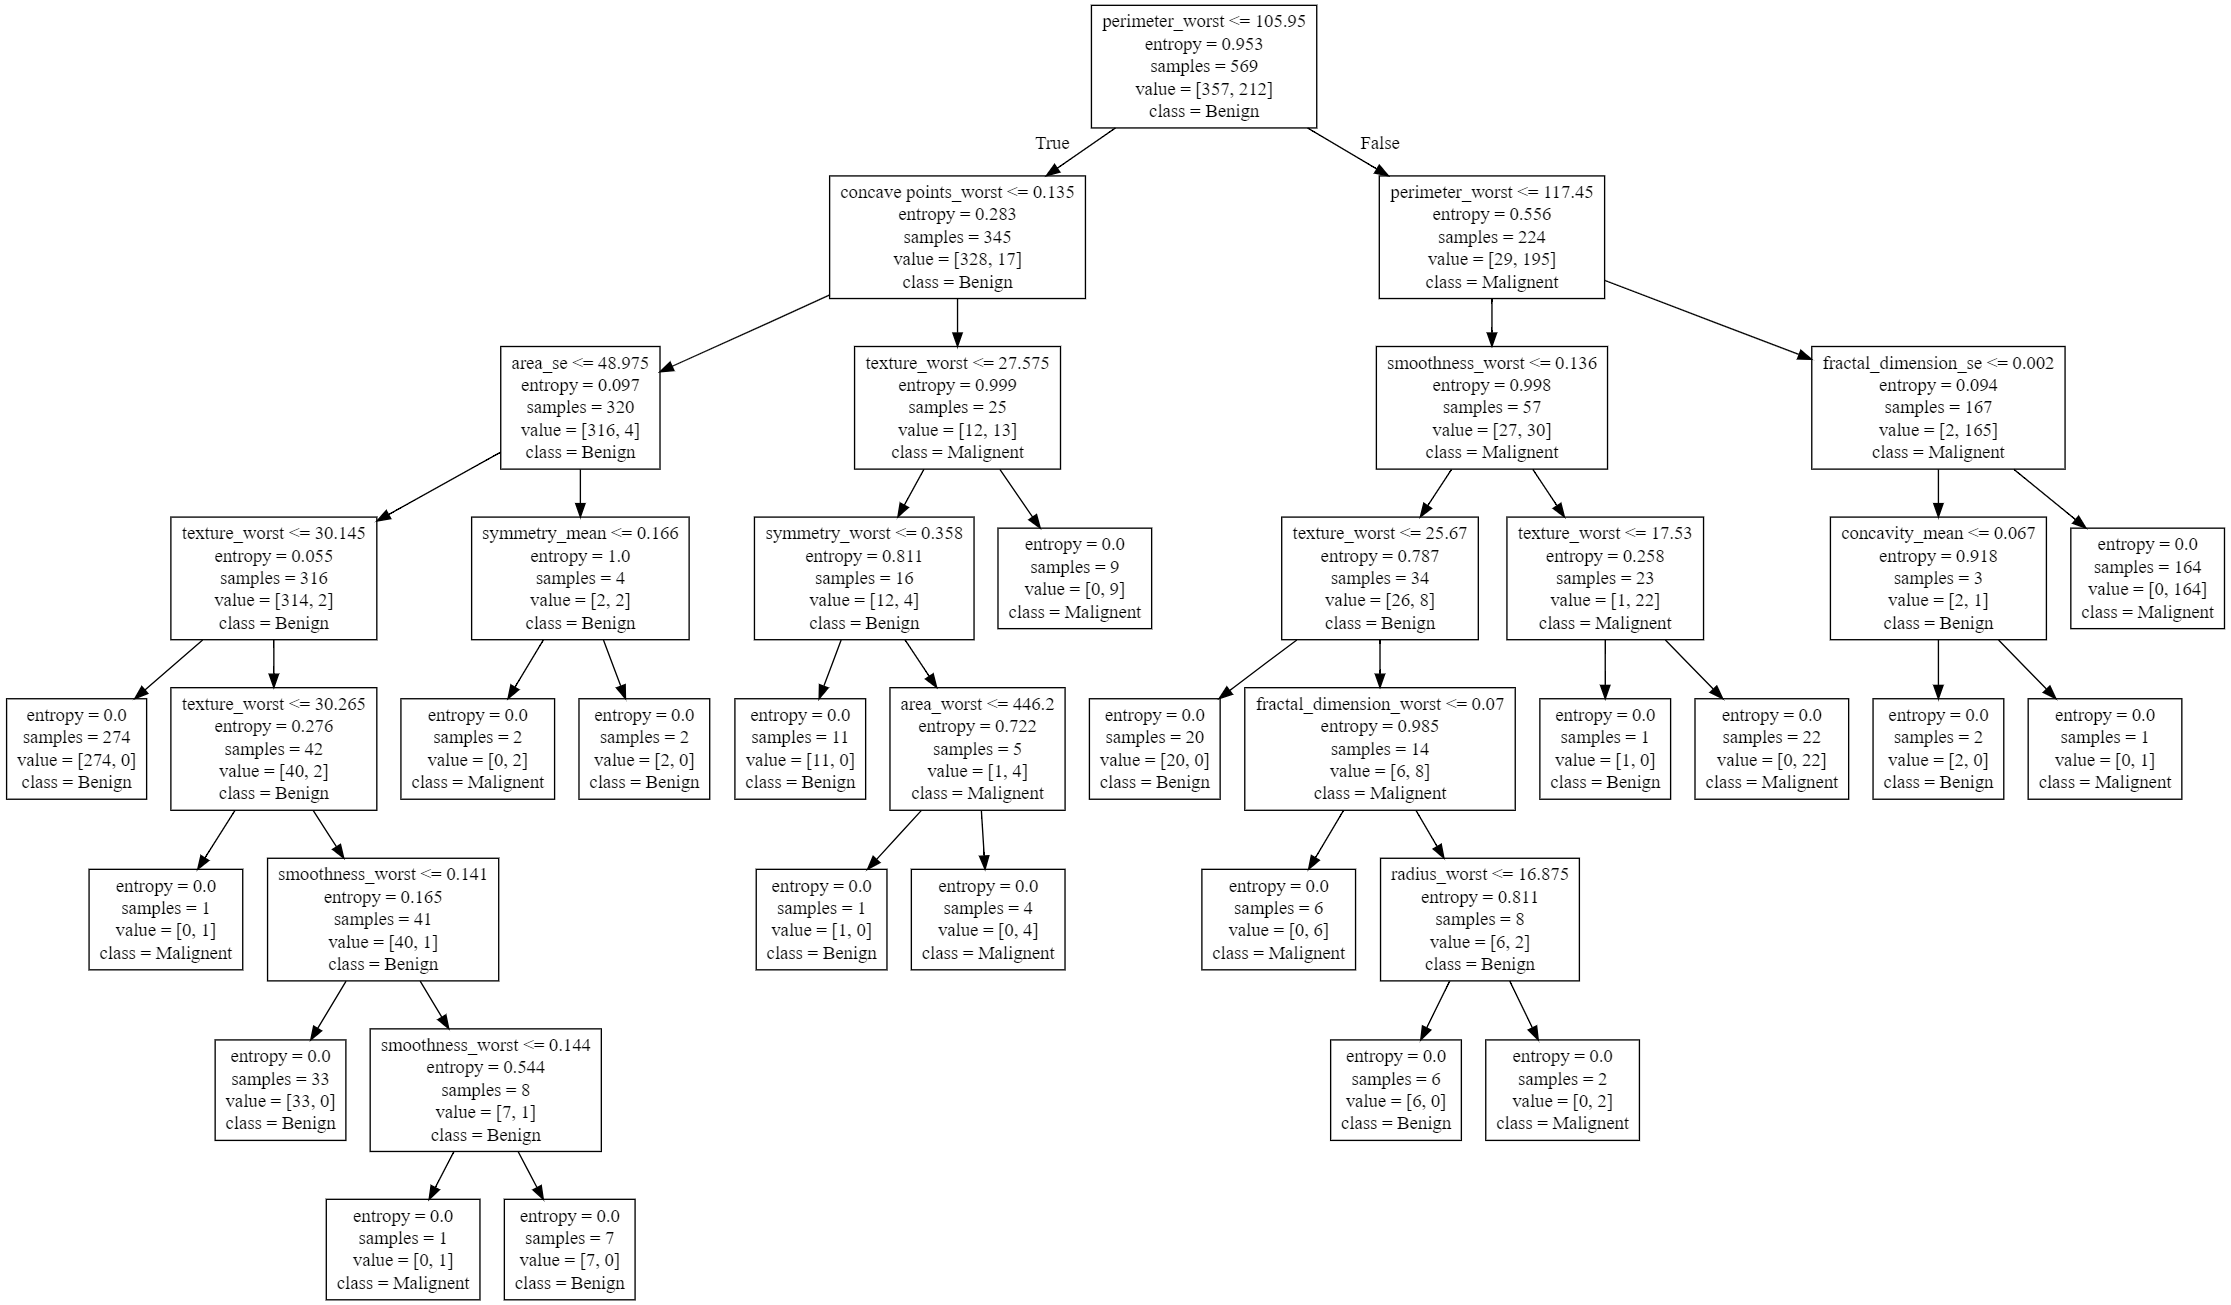 perimeter_worst <= 105.95
entropy = 0.953
samples = 569
value = [357, 212]
class = Benign
True
False
concave points_worst <= 0.135
entropy = 0.283
samples = 345
value = [328, 17]
class = Benign
perimeter_worst <= 117.45
entropy = 0.556
samples = 224
value = [29, 195]
class = Malignent
area_se <= 48.975
entropy = 0.097
samples = 320
value = [316, 4]
class = Benign
texture_worst <= 27.575
entropy = 0.999
samples = 25
value = [12, 13]
class = Malignent
smoothness_worst <= 0.136
entropy = 0.998
samples = 57
value = [27, 30]
class = Malignent
fractal_dimension_se <= 0.002
entropy = 0.094
samples = 167
value = [2, 165]
class = Malignent
texture_worst <= 30.145
entropy = 0.055
samples = 316
value = [314, 2]
class = Benign
symmetry_mean <= 0.166
entropy = 1.0
samples = 4
value = [2, 2]
class = Benign
symmetry_worst <= 0.358
entropy = 0.811
samples = 16
value = [12, 4]
class = Benign
entropy = 0.0
samples = 9
value = [0, 9]
class = Malignent
texture_worst <= 25.67
entropy = 0.787
samples = 34
value = [26, 8]
class = Benign
texture_worst <= 17.53
entropy = 0.258
samples = 23
value = [1, 22]
class = Malignent
concavity_mean <= 0.067
entropy = 0.918
samples = 3
value = [2, 1]
class = Benign
entropy = 0.0
samples = 164
value = [0, 164]
class = Malignent
entropy = 0.0
samples = 274
value = [274, 0]
class = Benign
texture_worst <= 30.265
entropy = 0.276
samples = 42
value = [40, 2]
class = Benign
entropy = 0.0
samples = 2
value = [0, 2]
class = Malignent
entropy = 0.0
samples = 2
value = [2, 0]
class = Benign
entropy = 0.0
samples = 11
value = [11, 0]
class = Benign
area_worst <= 446.2
entropy = 0.722
samples = 5
value = [1, 4]
class = Malignent
entropy = 0.0
samples = 20
value = [20, 0]
class = Benign
fractal_dimension_worst <= 0.07
entropy = 0.985
samples = 14
value = [6, 8]
class = Malignent
entropy = 0.0
samples = 1
value = [1, 0]
class = Benign
entropy = 0.0
samples = 22
value = [0, 22]
class = Malignent
entropy = 0.0
samples = 2
value = [2, 0]
class = Benign
entropy = 0.0
samples = 1
value = [0, 1]
class = Malignent
entropy = 0.0
samples = 1
value = [0, 1]
class = Malignent
smoothness_worst <= 0.141
entropy = 0.165
samples = 41
value = [40, 1]
class = Benign
entropy = 0.0
samples = 1
value = [1, 0]
class = Benign
entropy = 0.0
samples = 4
value = [0, 4]
class = Malignent
entropy = 0.0
samples = 6
value = [0, 6]
class = Malignent
radius_worst <= 16.875
entropy = 0.811
samples = 8
value = [6, 2]
class = Benign
entropy = 0.0
samples = 33
value = [33, 0]
class = Benign
smoothness_worst <= 0.144
entropy = 0.544
samples = 8
value = [7, 1]
class = Benign
entropy = 0.0
samples = 6
value = [6, 0]
class = Benign
entropy = 0.0
samples = 2
value = [0, 2]
class = Malignent
entropy = 0.0
samples = 1
value = [0, 1]
class = Malignent
entropy = 0.0
samples = 7
value = [7, 0]
class = Benign